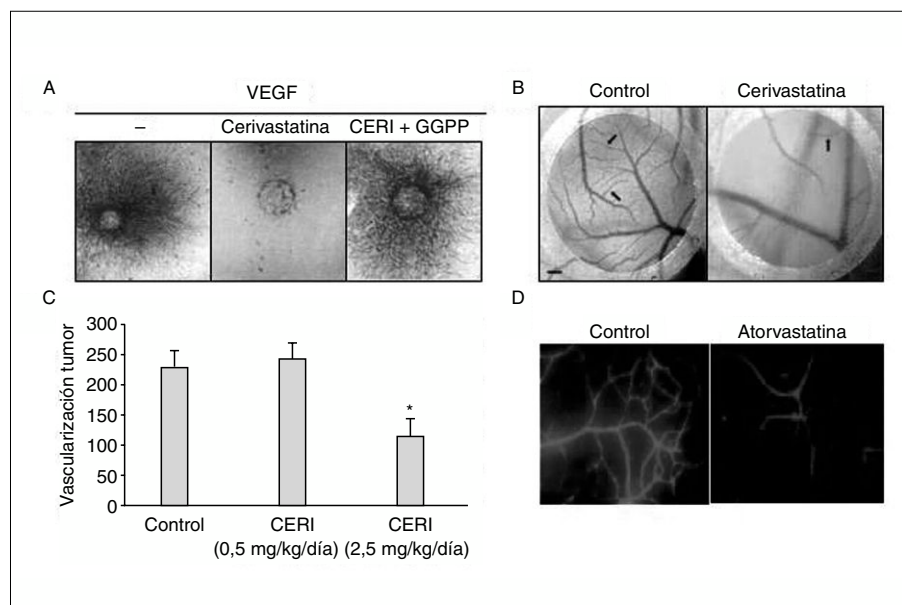 A
VEGF
– Cerivastatina CERI + GGPP
B
Control Cerivastatina
C
Vascularización tumor
300
250
200
150
100
50
0
*
Control CERI CERI
(0,5 mg/kg/día) (2,5 mg/kg/día)
D
Control Atorvastatina